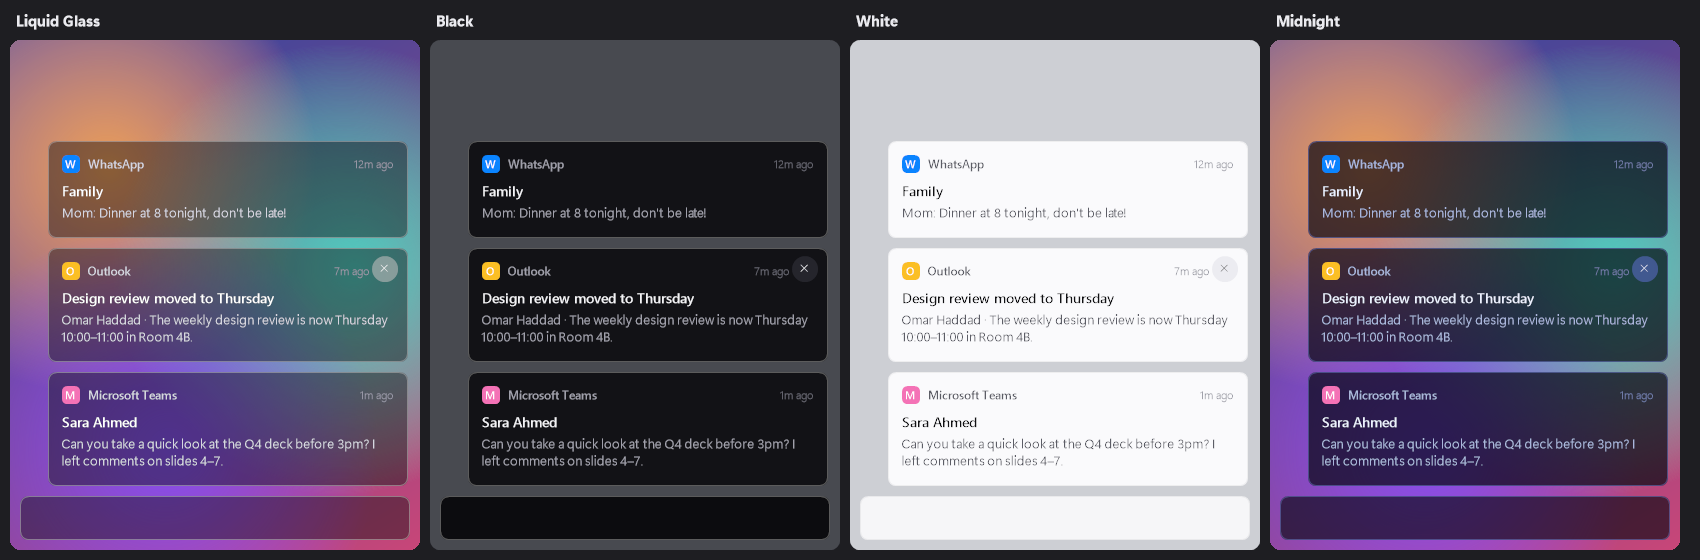 Liquid Glass
W WhatsApp 12m ago
Family
Mom: Dinner at 8 tonight, don't be late!
O Outlook 7m ago ×
Design review moved to Thursday
Omar Haddad · The weekly design review is now Thursday
10:00–11:00 in Room 4B.
M Microsoft Teams 1m ago
Sara Ahmed
Can you take a quick look at the Q4 deck before 3pm? I
left comments on slides 4–7.
Black
W WhatsApp 12m ago
Family
Mom: Dinner at 8 tonight, don't be late!
O Outlook 7m ago ×
Design review moved to Thursday
Omar Haddad · The weekly design review is now Thursday
10:00–11:00 in Room 4B.
M Microsoft Teams 1m ago
Sara Ahmed
Can you take a quick look at the Q4 deck before 3pm? I
left comments on slides 4–7.
White
W WhatsApp 12m ago
Family
Mom: Dinner at 8 tonight, don't be late!
O Outlook 7m ago ×
Design review moved to Thursday
Omar Haddad · The weekly design review is now Thursday
10:00–11:00 in Room 4B.
M Microsoft Teams 1m ago
Sara Ahmed
Can you take a quick look at the Q4 deck before 3pm? I
left comments on slides 4–7.
Midnight
W WhatsApp 12m ago
Family
Mom: Dinner at 8 tonight, don't be late!
O Outlook 7m ago ×
Design review moved to Thursday
Omar Haddad · The weekly design review is now Thursday
10:00–11:00 in Room 4B.
M Microsoft Teams 1m ago
Sara Ahmed
Can you take a quick look at the Q4 deck before 3pm? I
left comments on slides 4–7.